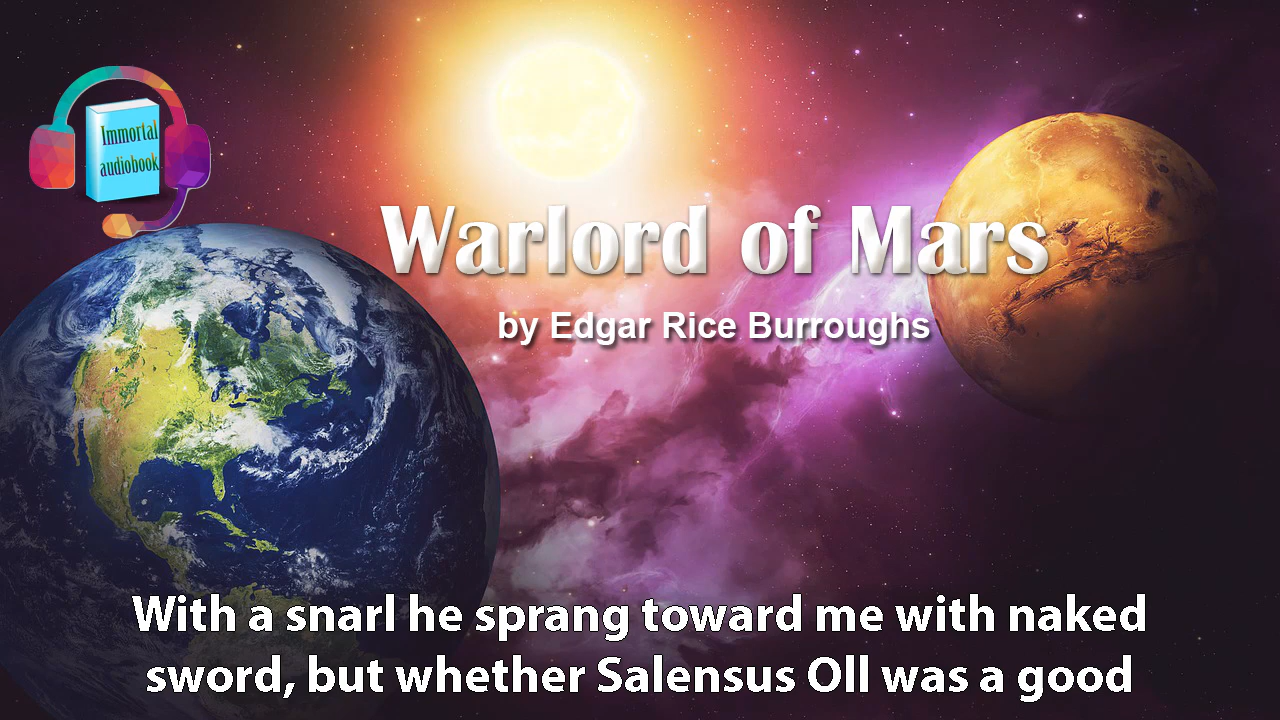 Immortal
audiobook
Warlord of Mars
by Edgar Rice Burroughs
With a snarl he sprang toward me with naked
sword, but whether Salensus Oll was a good